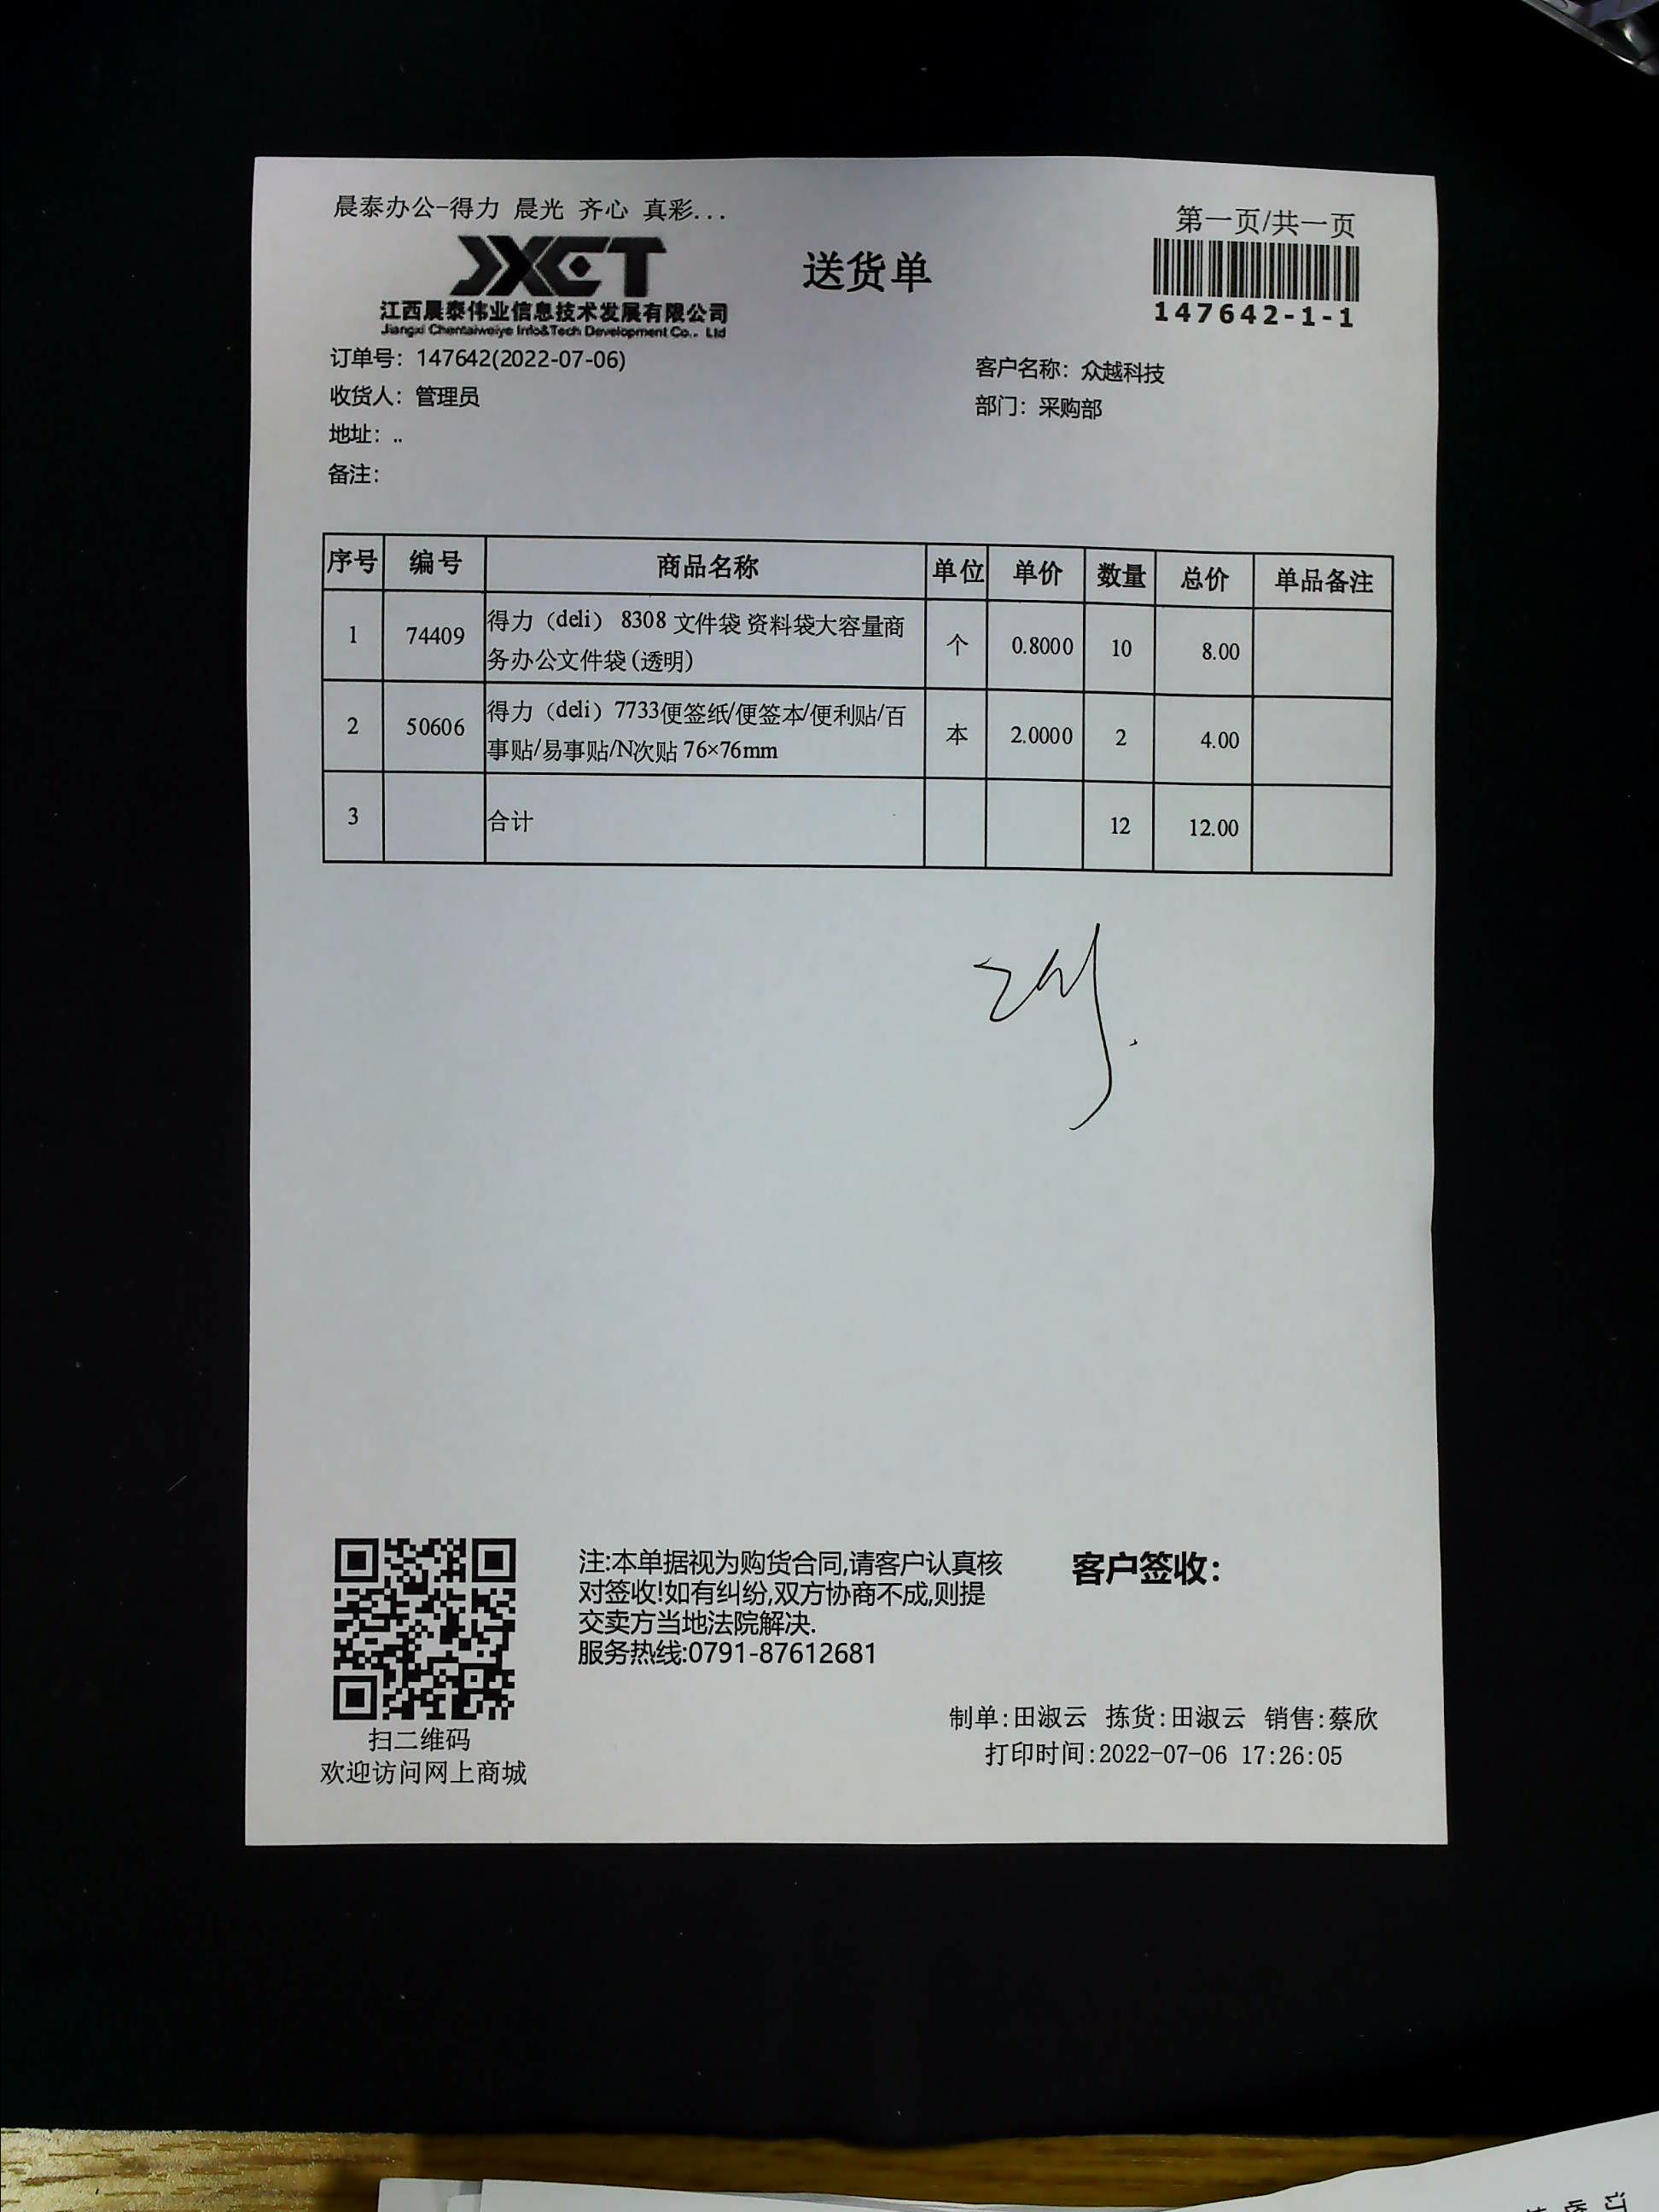 晨泰办公-得力 晨光 齐心 真彩...
第一页/共一页
JXCT
送货单
江西晨泰伟业信息技术发展有限公司
Jiangxi Chentaiweiye Info&Tech Development Co., Ltd
147642-1-1
订单号：147642(2022-07-06)
客户名称：众越科技
收货人：管理员
部门：采购部
地址：..
备注：
序号 编号 商品名称 单位 单价 数量 总价 单品备注
1 74409 得力（deli） 8308 文件袋 资料袋大容量商
务办公文件袋(透明) 个 0.8000 10 8.00
2 50606 得力（deli）7733便签纸/便签本/便利贴/百
事贴/易事贴/N次贴 76×76mm 本 2.0000 2 4.00
3 合计 12 12.00
注:本单据视为购货合同,请客户认真核
对签收!如有纠纷,双方协商不成,则提
交卖方当地法院解决.
服务热线:0791-87612681
客户签收：
扫二维码
欢迎访问网上商城
制单:田淑云 拣货:田淑云 销售:蔡欣
打印时间:2022-07-06 17:26:05